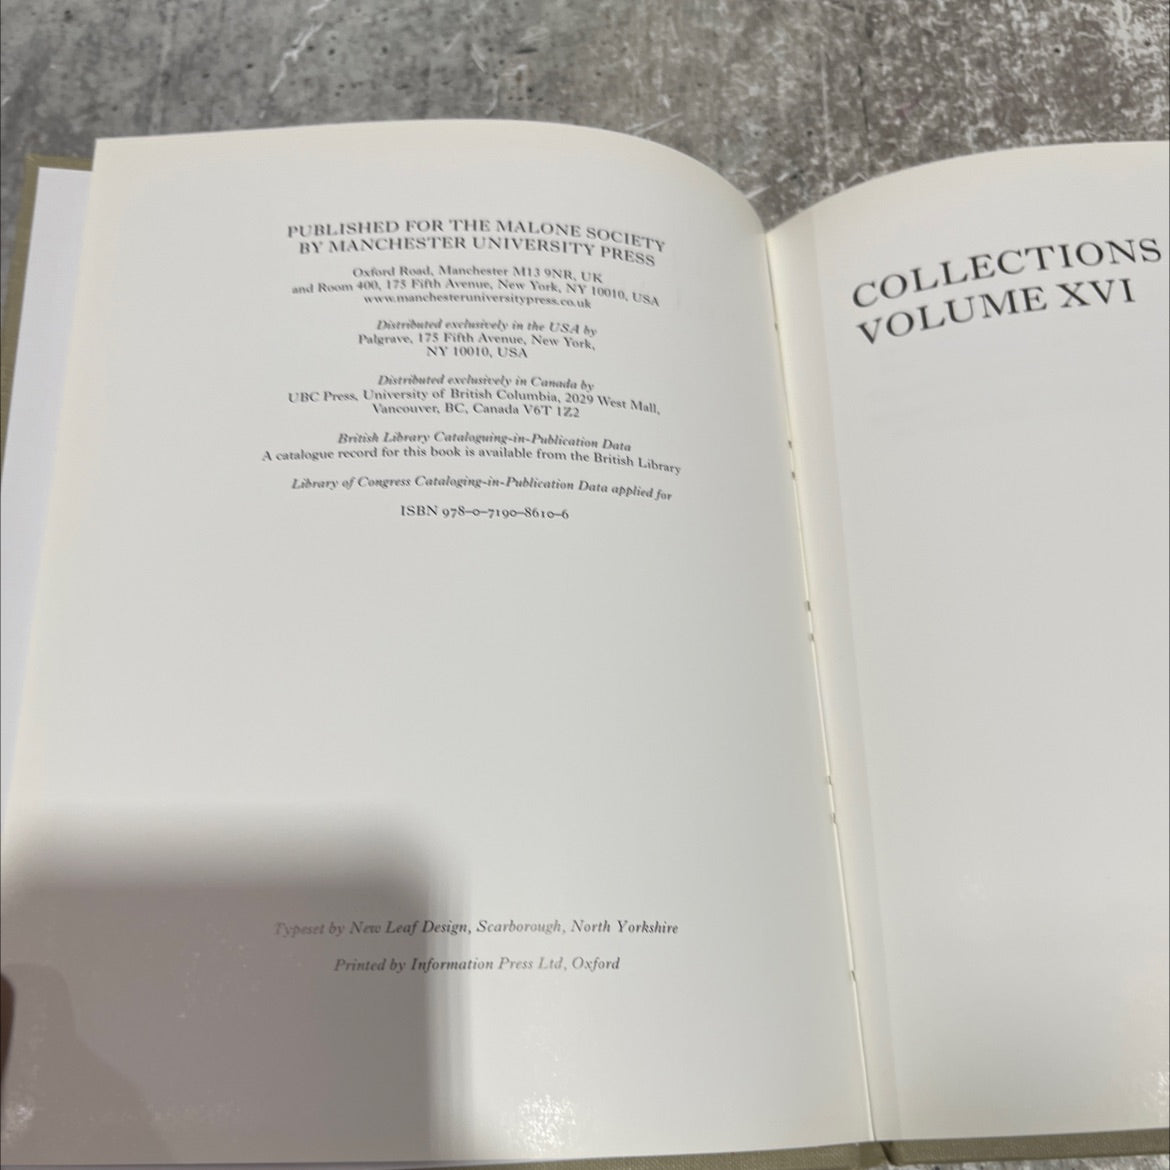 PUBLISHED FOR THE MALONE SOCIETY
BY MANCHESTER UNIVERSITY PRESS
Oxford Road, Manchester M13 9NR, UK
and Room 400, 175 Fifth Avenue, New York, NY 10010, USA
www.manchesteruniversitypress.co.uk
Distributed exclusively in the USA by
Palgrave, 175 Fifth Avenue, New York,
NY 10010, USA
Distributed exclusively in Canada by
UBC Press, University of British Columbia, 2029 West Mall,
Vancouver, BC, Canada V6T 1Z2
British Library Cataloguing-in-Publication Data
A catalogue record for this book is available from the British Library
Library of Congress Cataloging-in-Publication Data applied for
ISBN 978–0–7190–8610–6
Typeset by New Leaf Design, Scarborough, North Yorkshire
Printed by Information Press Ltd, Oxford
COLLECTIONS
VOLUME XVI